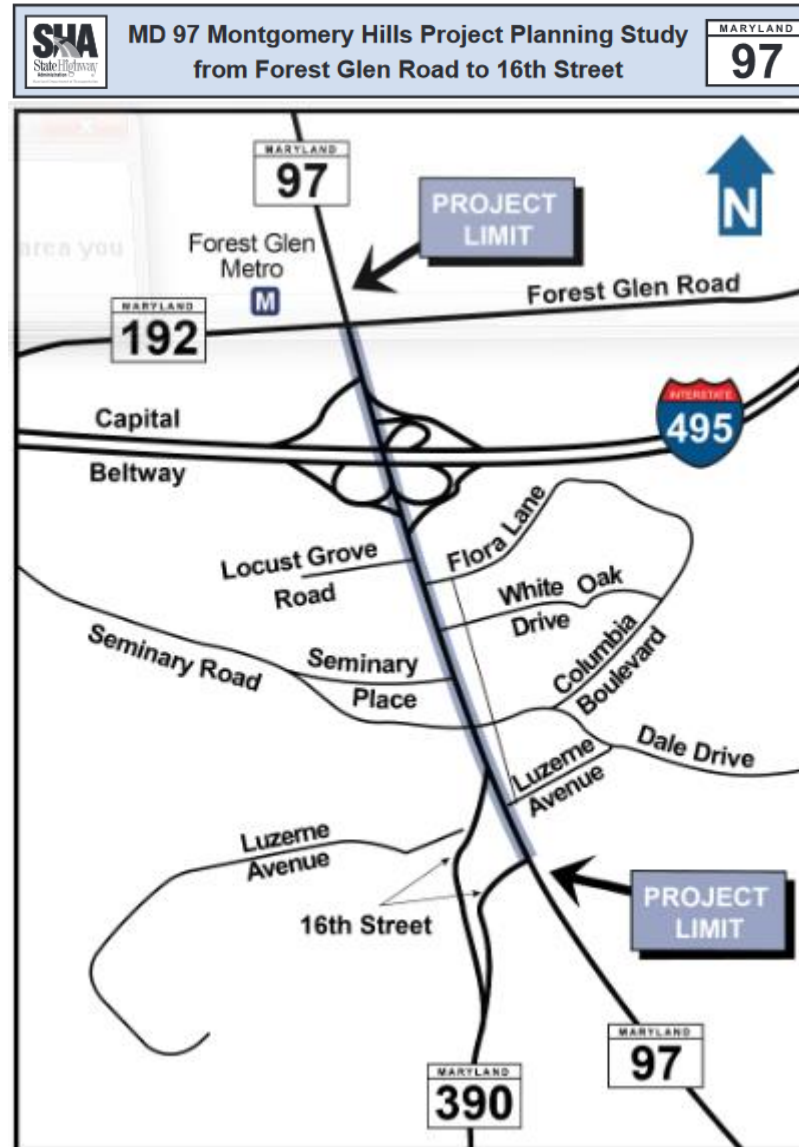 SHA
State Highway
Administration
MD 97 Montgomery Hills Project Planning Study
from Forest Glen Road to 16th Street
MARYLAND
97
MARYLAND
97
PROJECT
LIMIT
N
area you
Forest Glen
Metro
M
Forest Glen Road
MARYLAND
192
INTERSTATE
495
Capital
Beltway
Flora Lane
Locust Grove
Road
White Oak
Drive
Columbia
Boulevard
Seminary Road
Seminary
Place
Dale Drive
Luzerne
Avenue
Luzerne
Avenue
16th Street
PROJECT
LIMIT
MARYLAND
97
MARYLAND
390